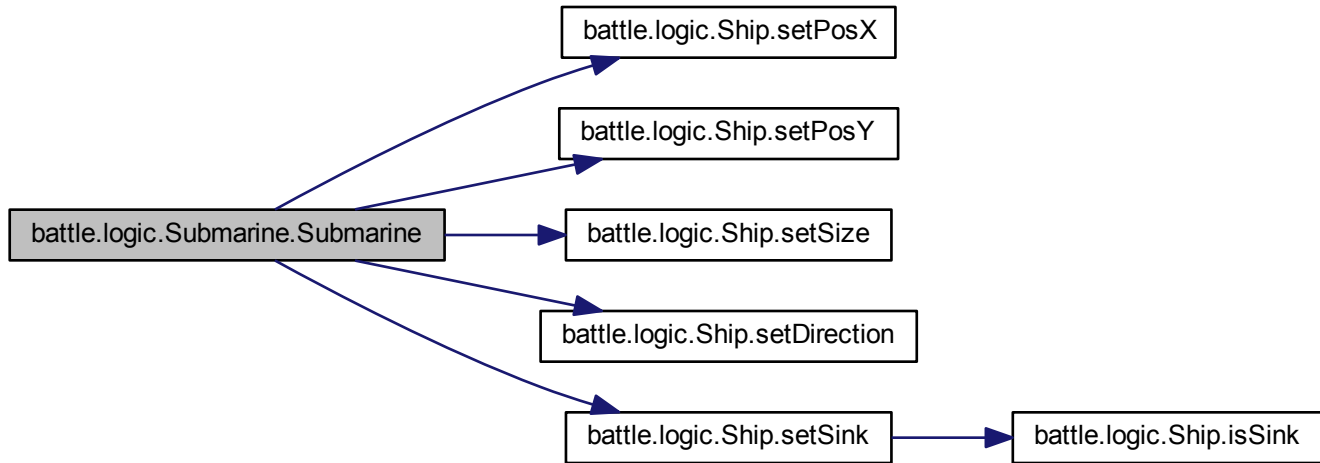 battle.logic.Ship.setPosX
battle.logic.Ship.setPosY
battle.logic.Submarine.Submarine
battle.logic.Ship.setSize
battle.logic.Ship.setDirection
battle.logic.Ship.setSink
battle.logic.Ship.isSink